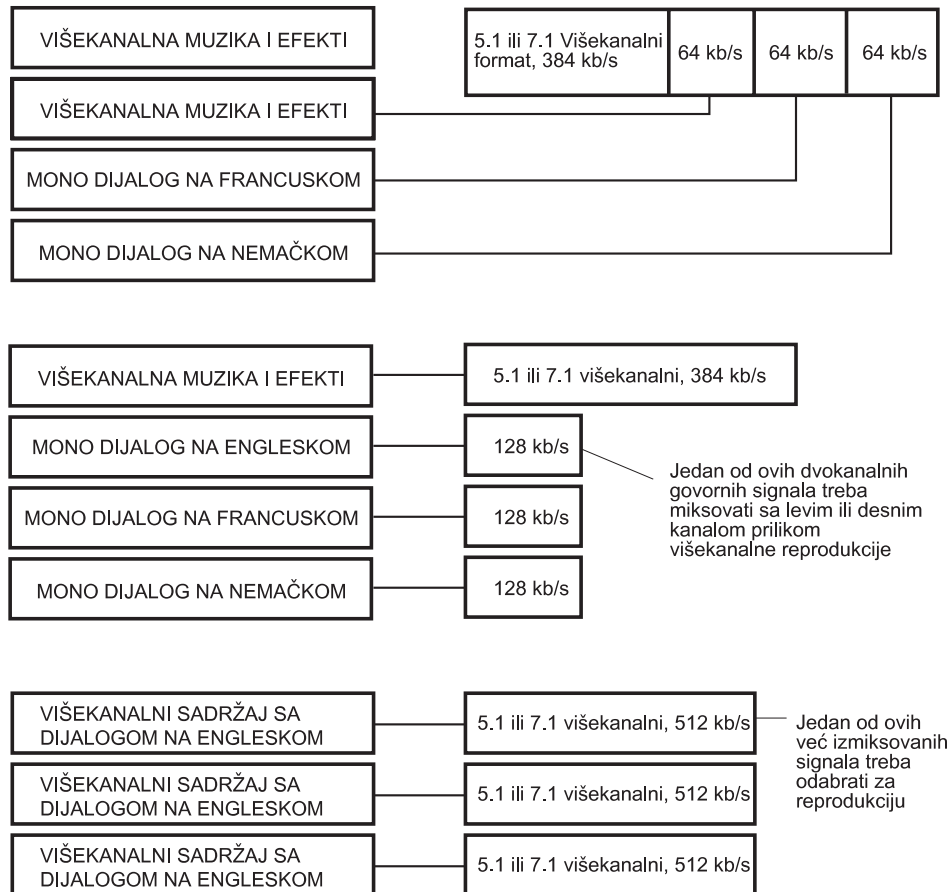 VIŠEKANALNA MUZIKA I EFEKTI
5.1 ili 7.1 Višekanalni
format, 384 kb/s
64 kb/s
64 kb/s
64 kb/s
VIŠEKANALNA MUZIKA I EFEKTI
MONO DIJALOG NA FRANCUSKOM
MONO DIJALOG NA NEMAČKOM
VIŠEKANALNA MUZIKA I EFEKTI
5.1 ili 7.1 višekanalni, 384 kb/s
MONO DIJALOG NA ENGLESKOM
128 kb/s
Jedan od ovih dvokanalnih
govornih signala treba
miksovati sa levim ili desnim
kanalom prilikom
višekanalne reprodukcije
MONO DIJALOG NA FRANCUSKOM
128 kb/s
MONO DIJALOG NA NEMAČKOM
128 kb/s
VIŠEKANALNI SADRŽAJ SA
DIJALOGOM NA ENGLESKOM
5.1 ili 7.1 višekanalni, 512 kb/s
Jedan od ovih
već izmiksovanih
signala treba
odabrati za
reprodukciju
VIŠEKANALNI SADRŽAJ SA
DIJALOGOM NA ENGLESKOM
5.1 ili 7.1 višekanalni, 512 kb/s
VIŠEKANALNI SADRŽAJ SA
DIJALOGOM NA ENGLESKOM
5.1 ili 7.1 višekanalni, 512 kb/s